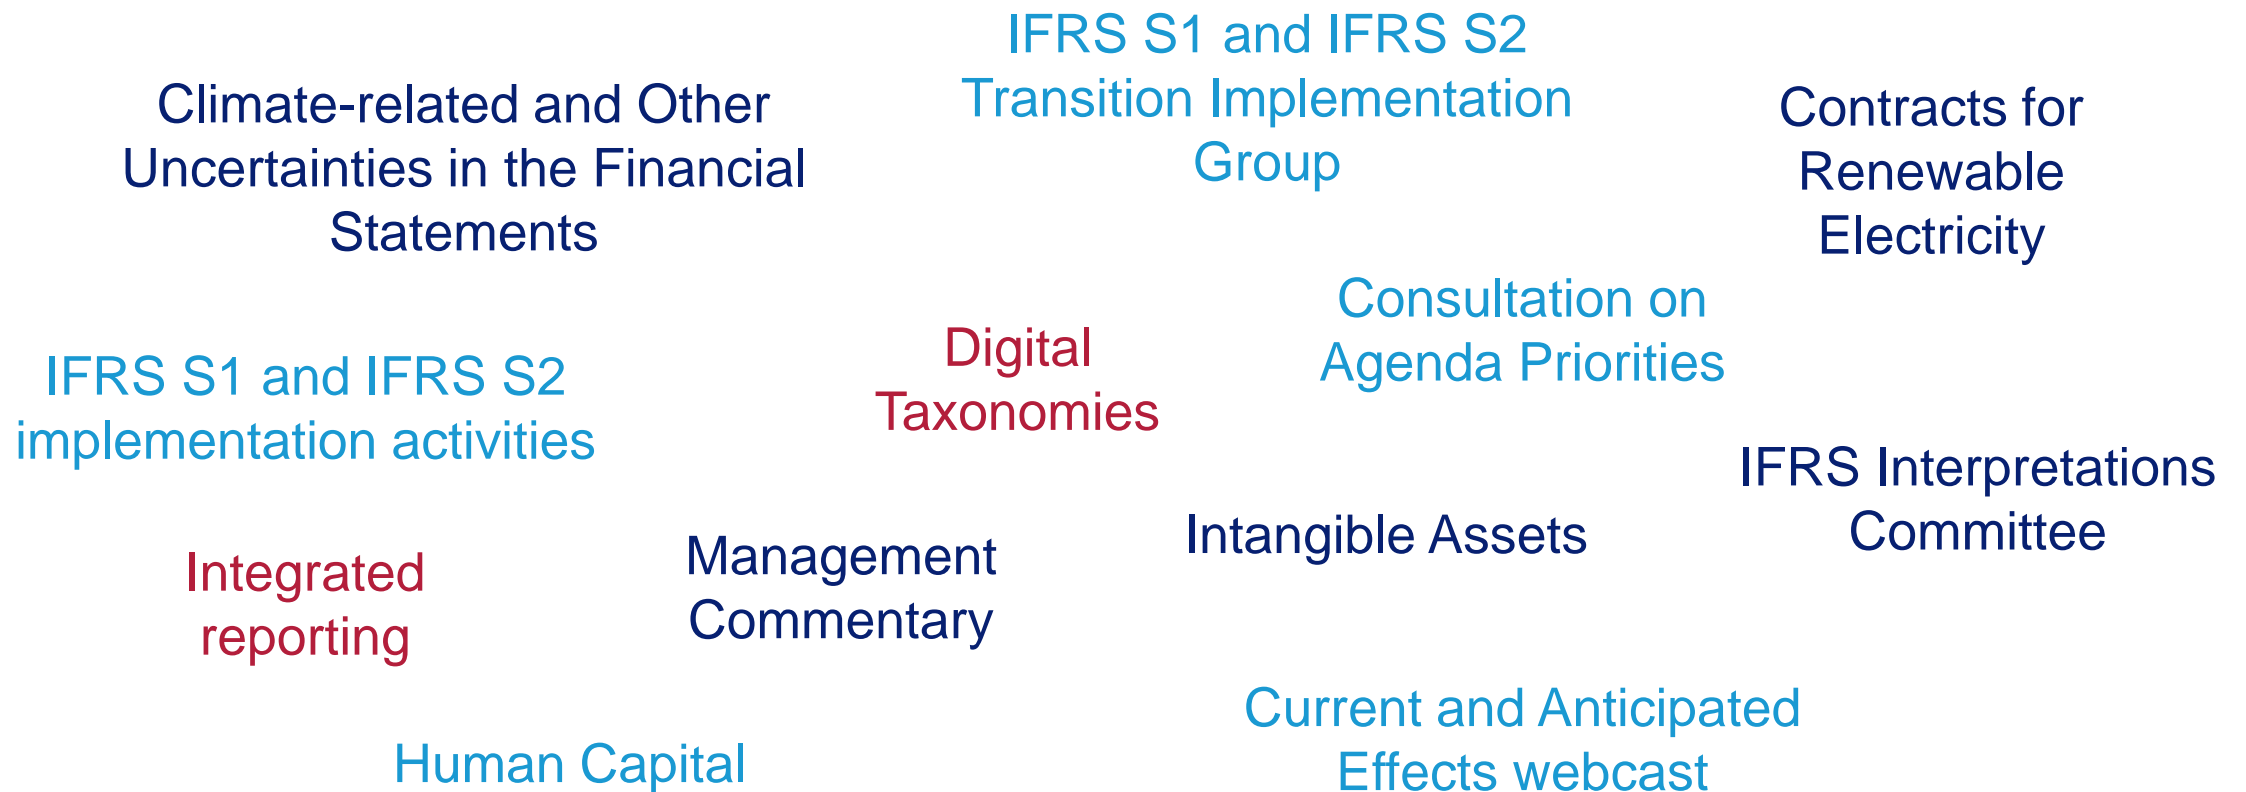 IFRS S1 and IFRS S2
Transition Implementation
Group
Climate-related and Other
Uncertainties in the Financial
Statements
Contracts for
Renewable
Electricity
Consultation on
Agenda Priorities
Digital
Taxonomies
IFRS S1 and IFRS S2
implementation activities
IFRS Interpretations
Committee
Intangible Assets
Management
Commentary
Integrated
reporting
Current and Anticipated
Effects webcast
Human Capital